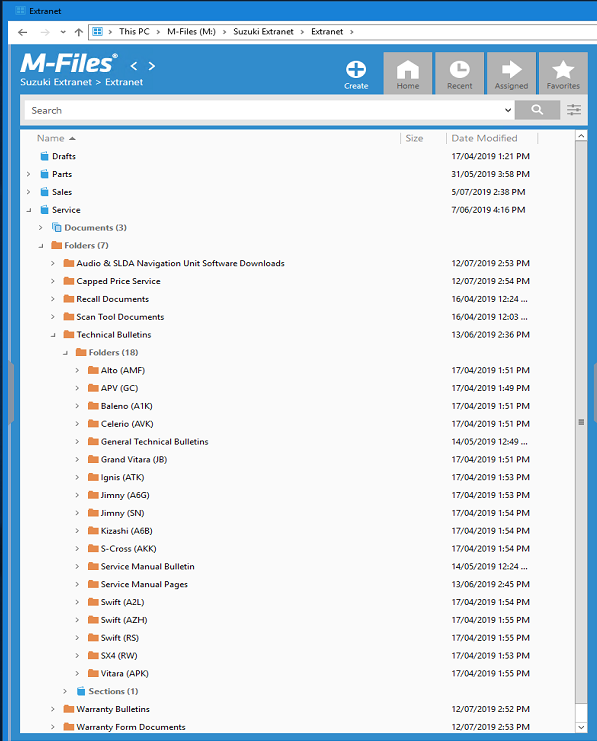 Extranet
This PC > M-Files (M:) > Suzuki Extranet > Extranet >
M-Files®
Suzuki Extranet > Extranet
Create
Home
Recent
Assigned
Favorites
Search
Name Size Date Modified
Drafts 17/04/2019 1:21 PM
Parts 31/05/2019 3:58 PM
Sales 5/07/2019 2:38 PM
Service 7/06/2019 4:16 PM
Documents (3)
Folders (7)
Audio & SLDA Navigation Unit Software Downloads 12/07/2019 2:53 PM
Capped Price Service 12/07/2019 2:54 PM
Recall Documents 16/04/2019 12:24 ...
Scan Tool Documents 16/04/2019 12:03 ...
Technical Bulletins 13/06/2019 2:36 PM
Folders (18)
Alto (AMF) 17/04/2019 1:51 PM
APV (GC) 17/04/2019 1:49 PM
Baleno (A1K) 17/04/2019 1:51 PM
Celerio (AVK) 17/04/2019 1:51 PM
General Technical Bulletins 14/05/2019 12:49 ...
Grand Vitara (JB) 17/04/2019 1:51 PM
Ignis (ATK) 17/04/2019 1:53 PM
Jimny (A6G) 17/04/2019 1:53 PM
Jimny (SN) 17/04/2019 1:54 PM
Kizashi (A6B) 17/04/2019 1:54 PM
S-Cross (AKK) 17/04/2019 1:54 PM
Service Manual Bulletin 14/05/2019 12:24 ...
Service Manual Pages 13/06/2019 2:45 PM
Swift (A2L) 17/04/2019 1:54 PM
Swift (AZH) 17/04/2019 1:55 PM
Swift (RS) 17/04/2019 1:55 PM
SX4 (RW) 17/04/2019 1:53 PM
Vitara (APK) 17/04/2019 1:55 PM
Sections (1)
Warranty Bulletins 12/07/2019 2:52 PM
Warranty Form Documents 12/07/2019 2:53 PM